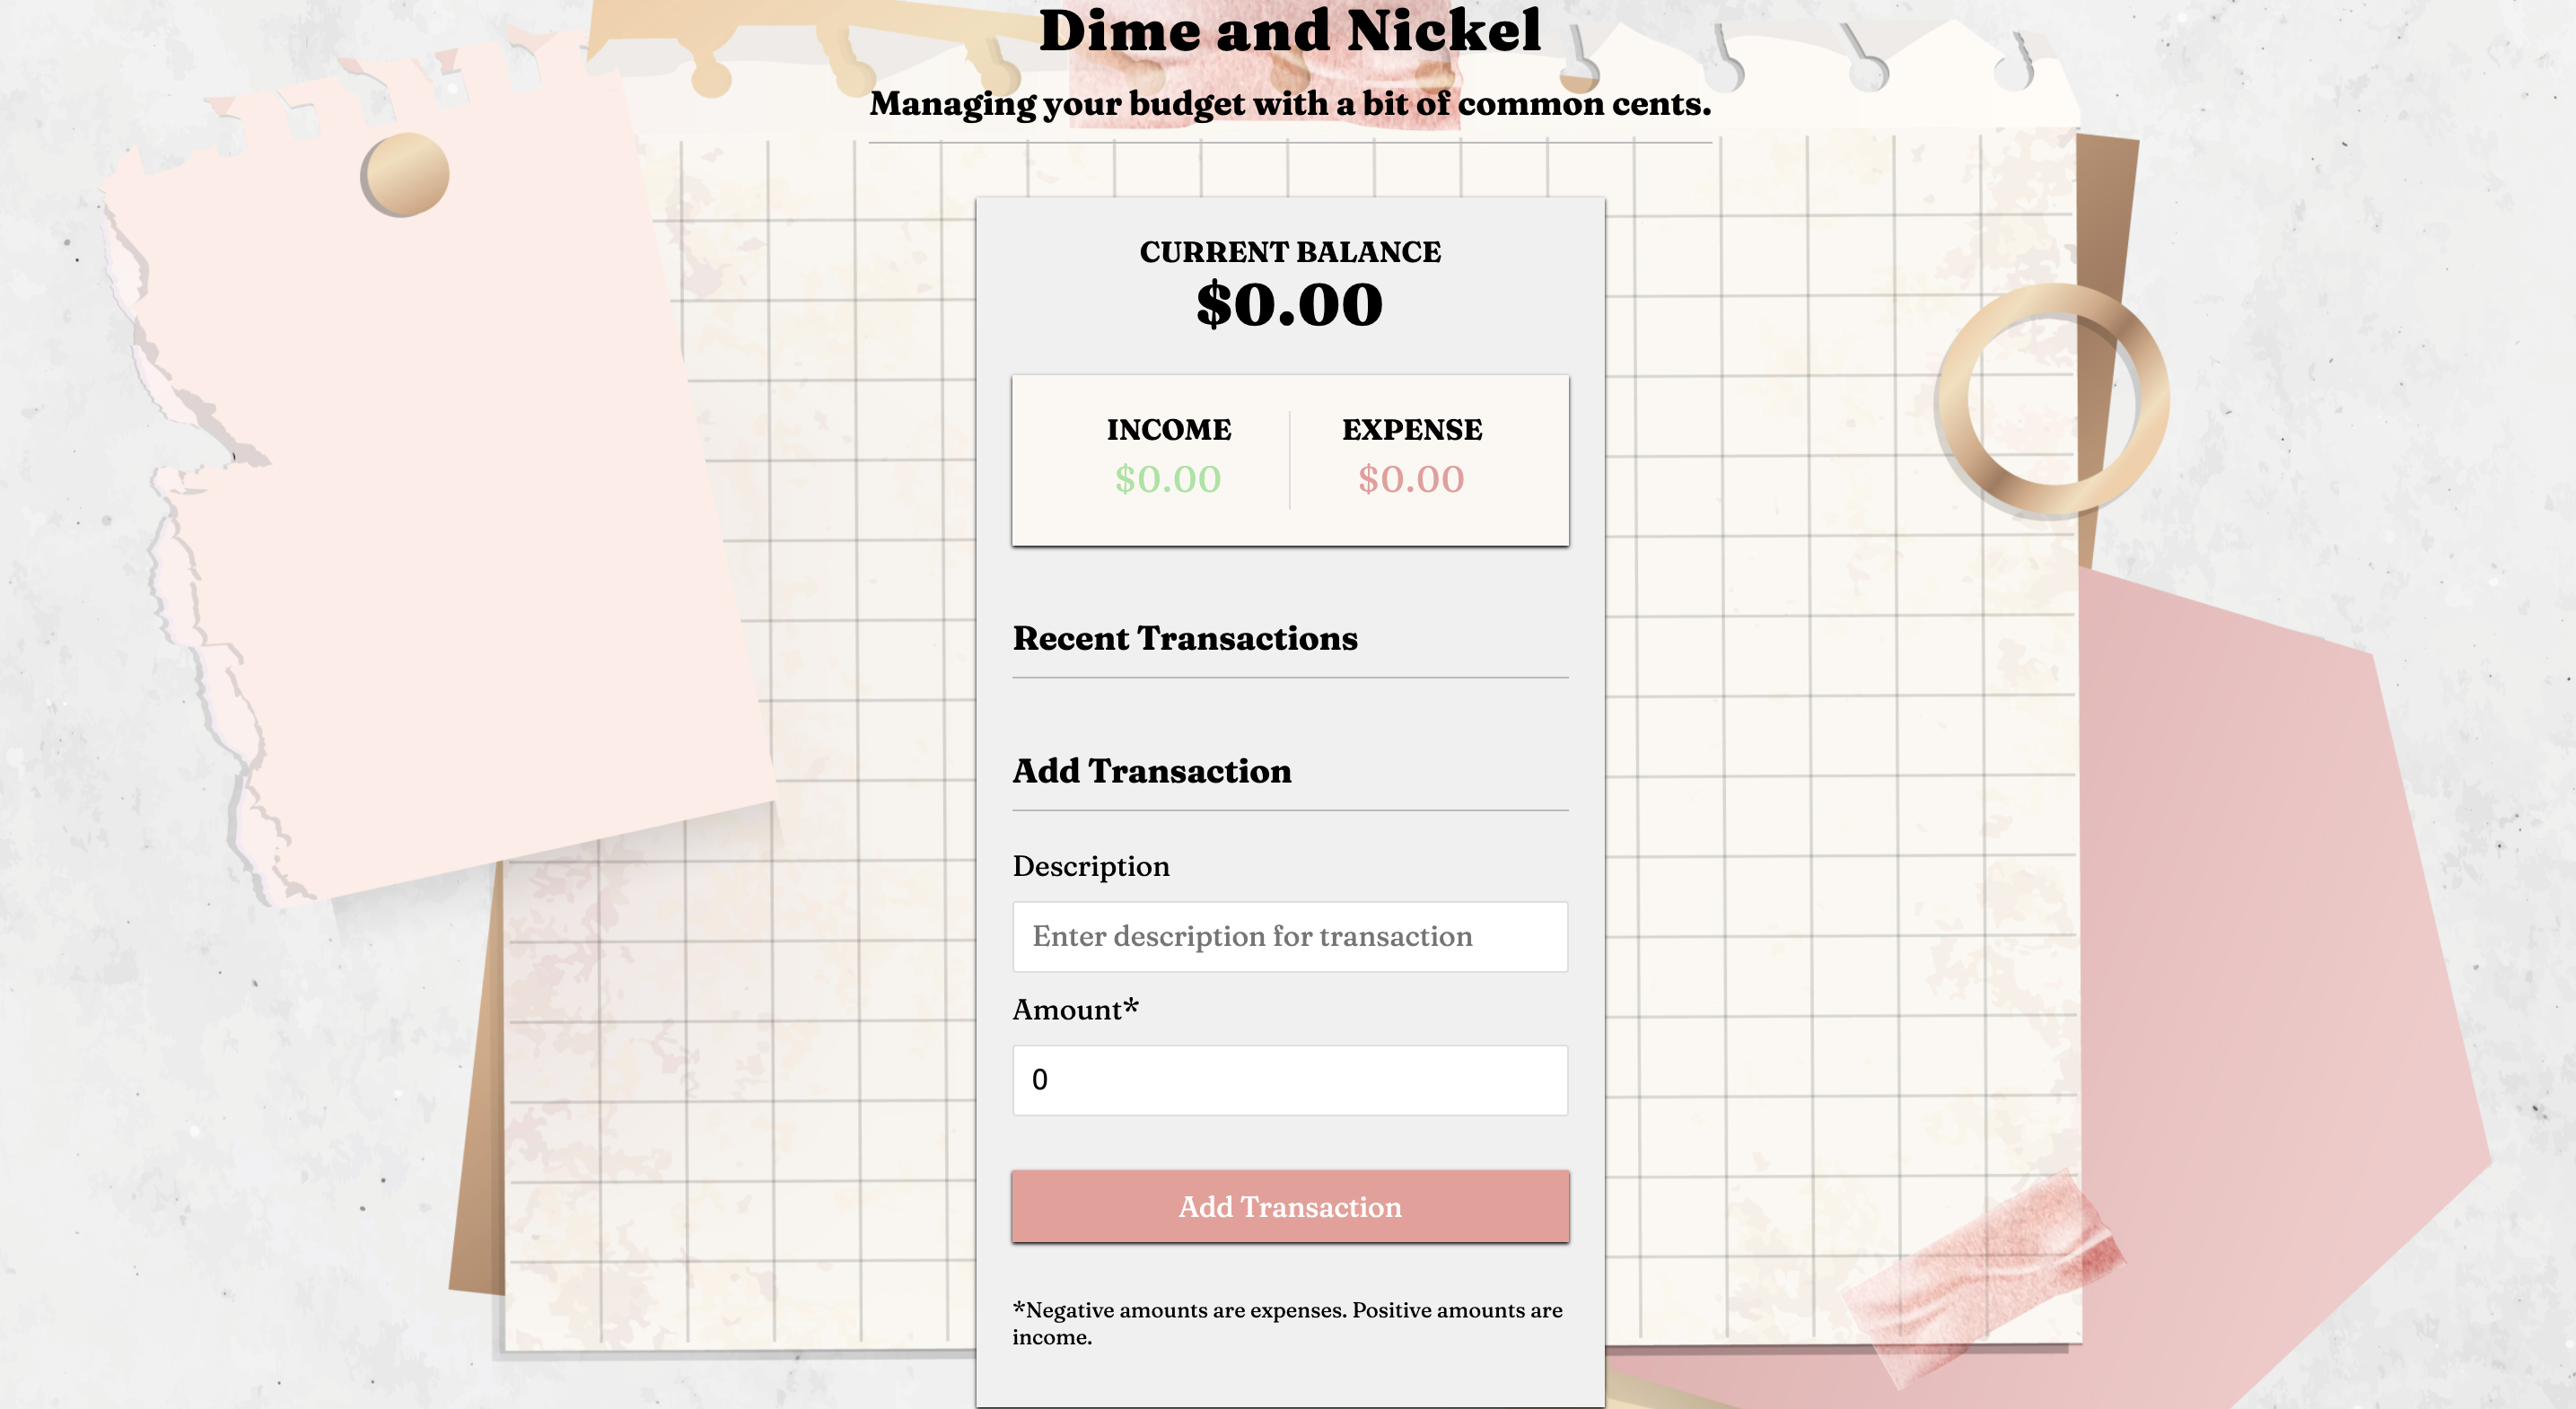 Dime and Nickel
Managing your budget with a bit of common cents.
CURRENT BALANCE
$0.00
INCOME
$0.00
EXPENSE
$0.00
Recent Transactions
Add Transaction
Description
Enter description for transaction
Amount*
0
Add Transaction
*Negative amounts are expenses. Positive amounts are
income.